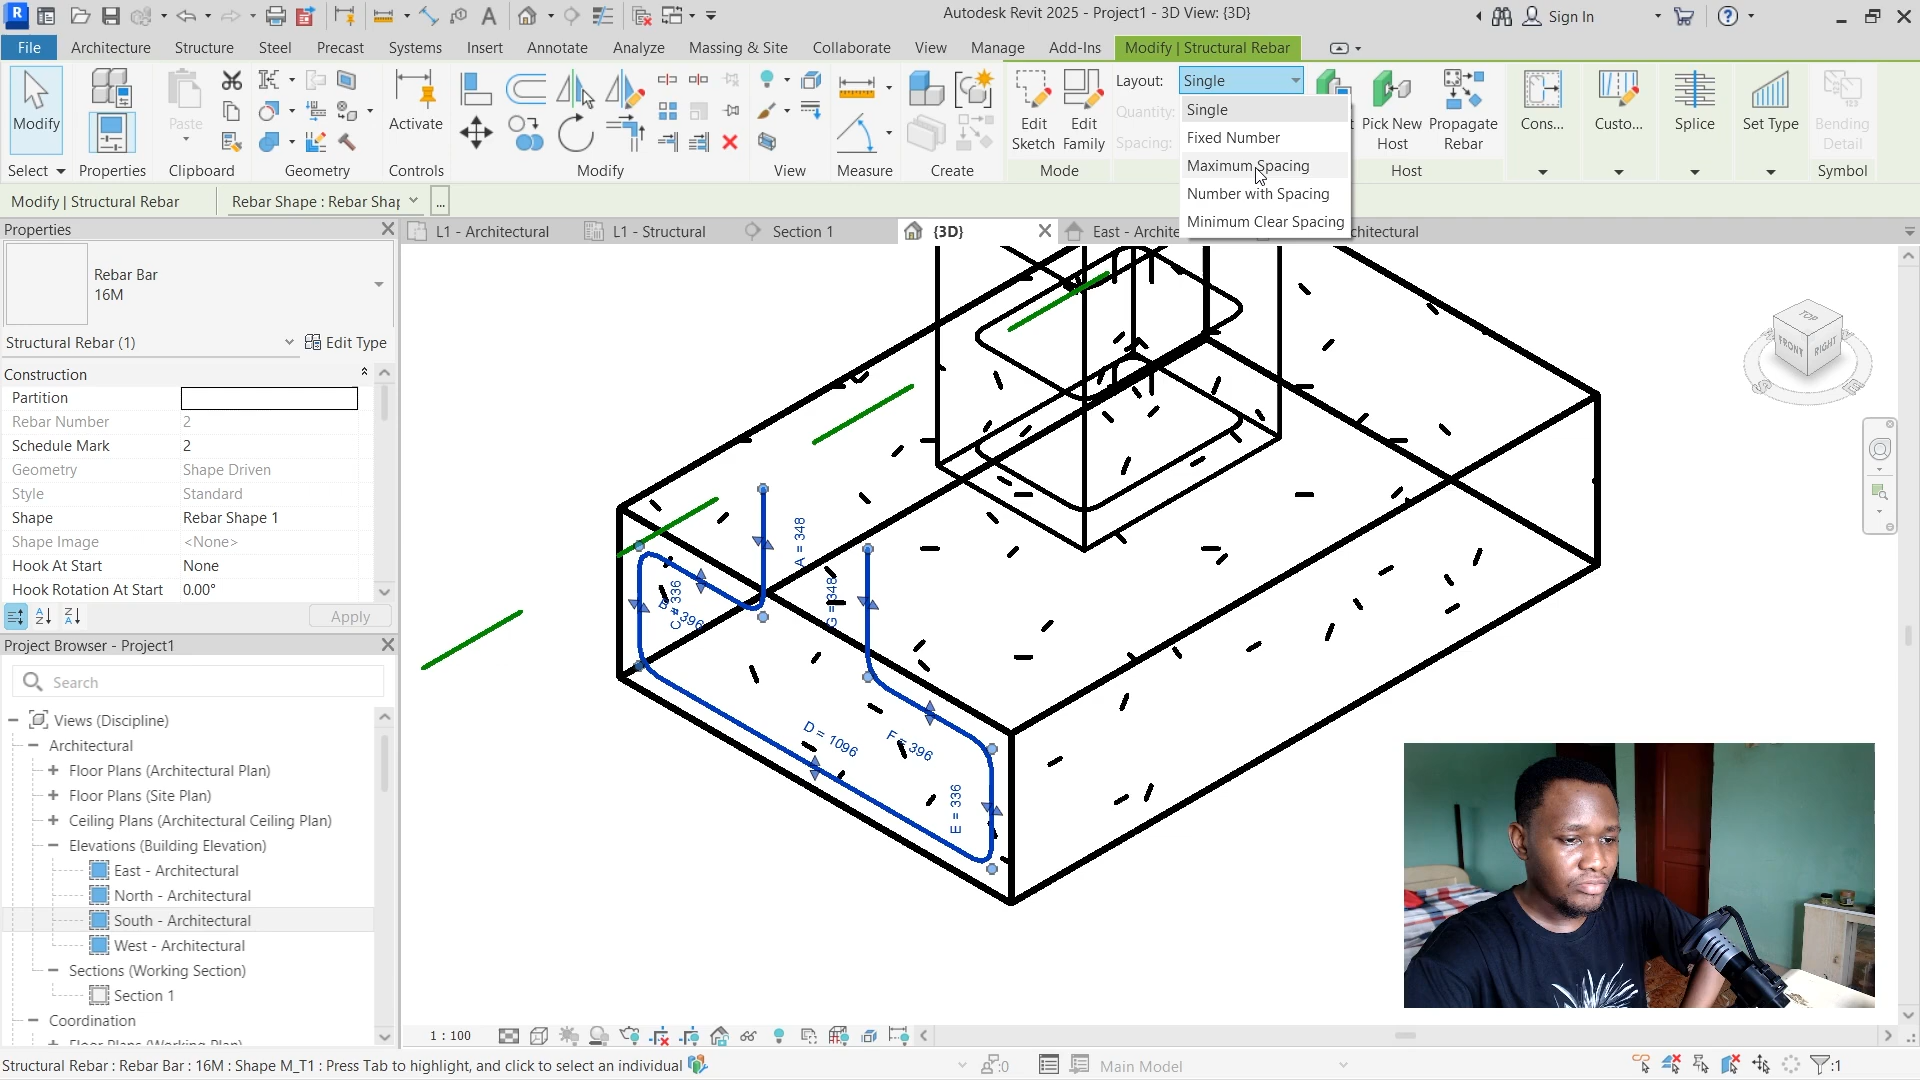 Autodesk Revit 2025 - Project1 - 3D View: {3D}
Sign In
File
Architecture
Structure
Steel
Precast
Systems
Insert
Annotate
Analyze
Massing & Site
Collaborate
View
Manage
Add-Ins
Modify | Structural Rebar
Modify
Paste
Activate
Edit Sketch
Edit Family
Layout:
Single
Quantity:
Spacing:
Single
Fixed Number
Maximum Spacing
Number with Spacing
Minimum Clear Spacing
Pick New Host
Propagate Rebar
Cons...
Custo...
Splice
Set Type
Bending Detail
Select
Properties
Clipboard
Geometry
Controls
Modify
View
Measure
Create
Mode
Host
Symbol
Modify | Structural Rebar
Rebar Shape : Rebar Shap
...
Properties
L1 - Architectural
L1 - Structural
Section 1
{3D}
East - Archite
Rebar Bar
16M
Structural Rebar (1)
Edit Type
Construction
Partition
Rebar Number 2
Schedule Mark 2
Geometry Shape Driven
Style Standard
Shape Rebar Shape 1
Shape Image <None>
Hook At Start None
Hook Rotation At Start 0.00°
Apply
Project Browser - Project1
Search
Views (Discipline)
Architectural
Floor Plans (Architectural Plan)
Floor Plans (Site Plan)
Ceiling Plans (Architectural Ceiling Plan)
Elevations (Building Elevation)
East - Architectural
North - Architectural
South - Architectural
West - Architectural
Sections (Working Section)
Section 1
Coordination
A = 348
G = 348
C = 336
B = 396
D = 1096
F = 396
E = 336
TOP
FRONT
RIGHT
S
E
1 : 100
Structural Rebar : Rebar Bar : 16M : Shape M_T1 : Press Tab to highlight, and click to select an individual
:0
Main Model
:1